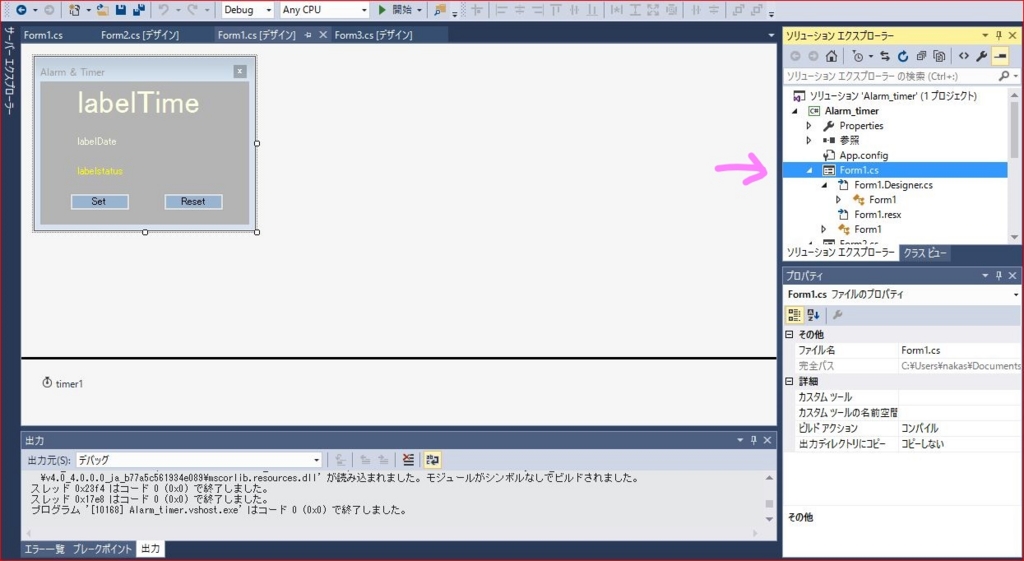 Debug
Any CPU
開始
サーバー エクスプローラー
Form1.cs
Form2.cs [デザイン]
Form1.cs [デザイン]
Form3.cs [デザイン]
Alarm & Timer
labelTime
labelDate
labelstatus
Set
Reset
timer1
出力
出力元(S): デバッグ
¥v4.0_4.0.0.0_ja_b77a5c561934e089¥mscorlib.resources.dll' が読み込まれました。モジュールがシンボルなしでビルドされました。
スレッド 0x23f4 はコード 0 (0x0) で終了しました。
スレッド 0x17e8 はコード 0 (0x0) で終了しました。
プログラム '[10168] Alarm_timer.vshost.exe' はコード 0 (0x0) で終了しました。
エラー一覧 ブレークポイント 出力
ソリューション エクスプローラー
ソリューション エクスプローラー の検索 (Ctrl+:)
ソリューション 'Alarm_timer' (1 プロジェクト)
Alarm_timer
Properties
参照
App.config
Form1.cs
Form1.Designer.cs
Form1
Form1.resx
Form1
Form2.cs
ソリューション エクスプローラー クラス ビュー
プロパティ
Form1.cs ファイルのプロパティ
その他
ファイル名 Form1.cs
完全パス C:¥Users¥nakas¥Documents
詳細
カスタム ツール
カスタム ツールの名前空間
ビルド アクション コンパイル
出力ディレクトリにコピー コピーしない
その他